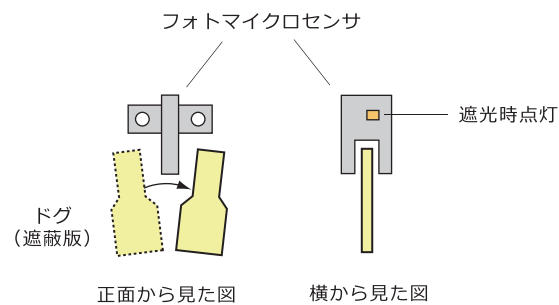 フォトマイクロセンサ
遮光時点灯
ドグ
（遮蔽版）
正面から見た図
横から見た図